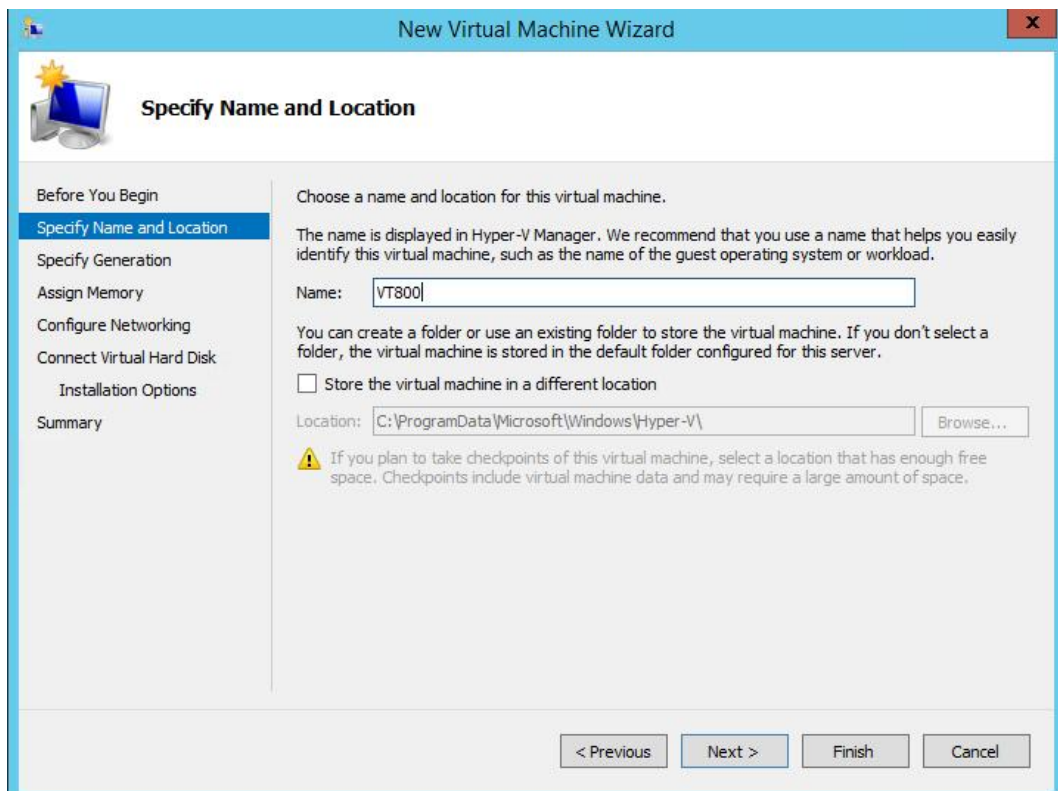 New Virtual Machine Wizard
x
Specify Name and Location
Before You Begin
Specify Name and Location
Specify Generation
Assign Memory
Configure Networking
Connect Virtual Hard Disk
Installation Options
Summary
Choose a name and location for this virtual machine.
The name is displayed in Hyper-V Manager. We recommend that you use a name that helps you easily
identify this virtual machine, such as the name of the guest operating system or workload.
Name: VT800
You can create a folder or use an existing folder to store the virtual machine. If you don't select a
folder, the virtual machine is stored in the default folder configured for this server.
Store the virtual machine in a different location
Location: C:\ProgramData\Microsoft\Windows\Hyper-V\ Browse...
If you plan to take checkpoints of this virtual machine, select a location that has enough free
space. Checkpoints include virtual machine data and may require a large amount of space.
< Previous Next > Finish Cancel